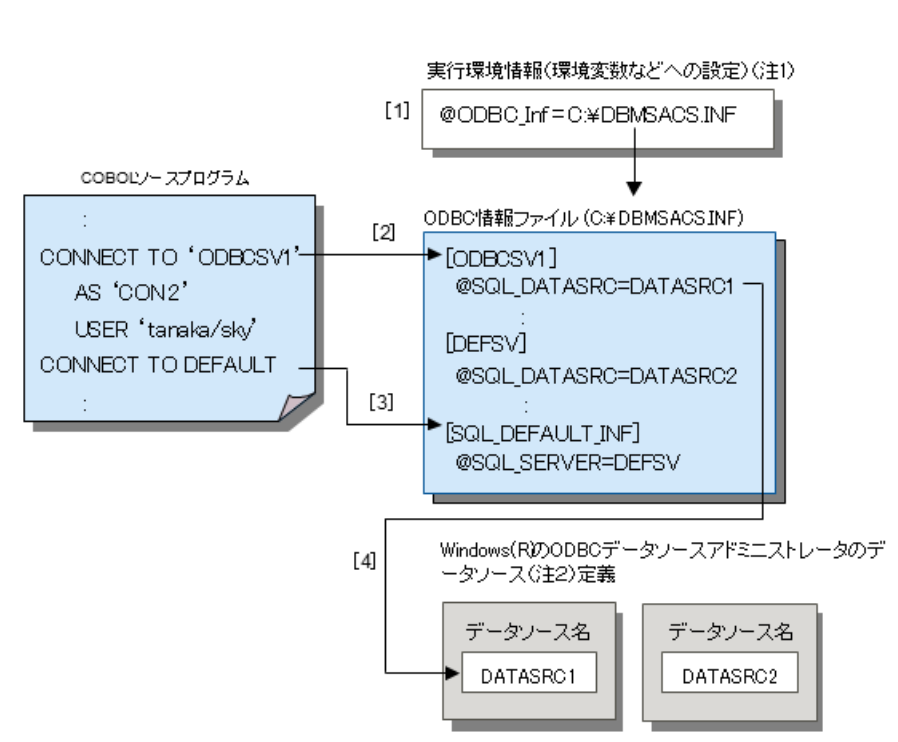 実行環境情報(環境変数などへの設定)(注1)
[1]
@ODBC_Inf=C:¥DBMSACS.INF
COBOLソースプログラム
:
CONNECT TO ‘ODBCSV1’
AS ‘CON2’
USER ‘tanaka/sky’
CONNECT TO DEFAULT
:
[2]
[3]
ODBC情報ファイル(C:¥DBMSACS.INF)
[ODBCSV1]
@SQL_DATASRC=DATASRC1
:
[DEFSV]
@SQL_DATASRC=DATASRC2
:
[SQL_DEFAULT_INF]
@SQL_SERVER=DEFSV
[4]
Windows(R)のODBCデータソースアドミニストレータのデ
ータソース(注2)定義
データソース名
DATASRC1
データソース名
DATASRC2